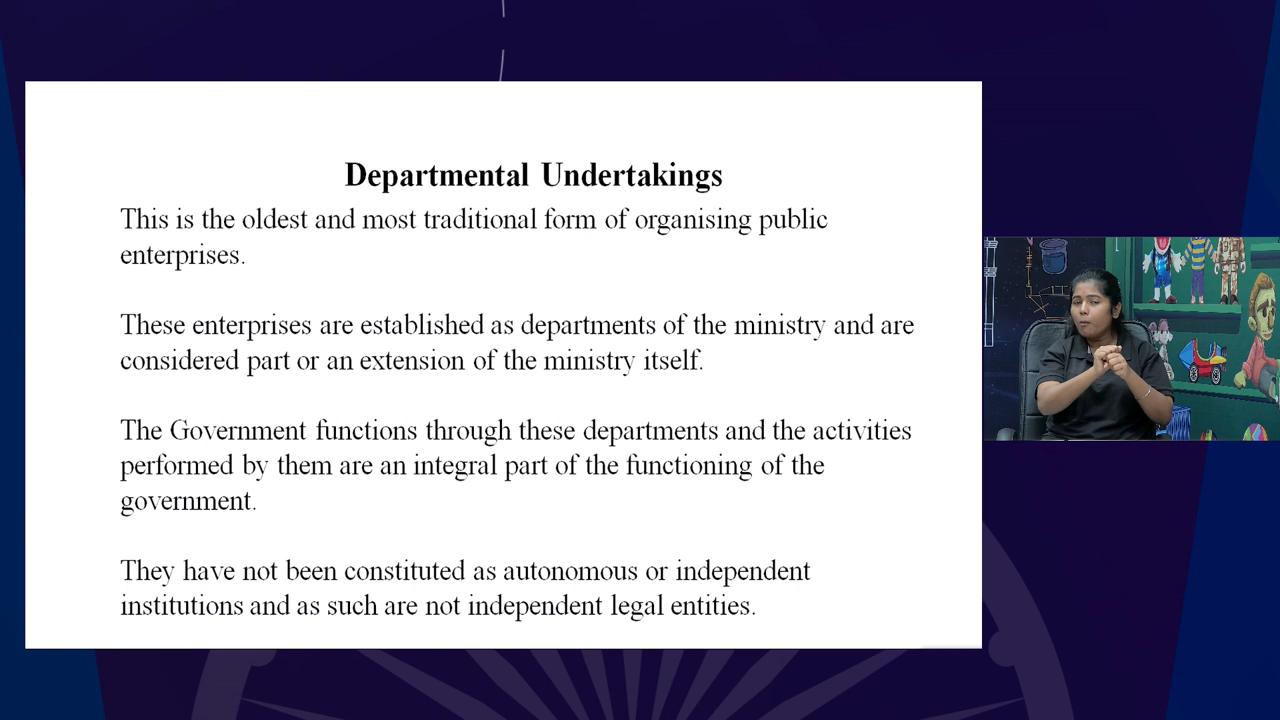 Departmental Undertakings
This is the oldest and most traditional form of organising public
enterprises.
These enterprises are established as departments of the ministry and are
considered part or an extension of the ministry itself.
The Government functions through these departments and the activities
performed by them are an integral part of the functioning of the
government.
They have not been constituted as autonomous or independent
institutions and as such are not independent legal entities.